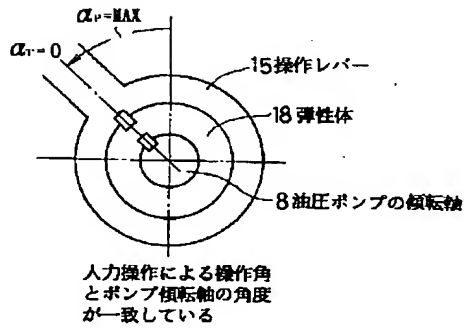 αP=MAX
αT=0
15操作レバー
18弾性体
8油圧ポンプの傾転軸
人力操作による操作角
とポンプ傾転軸の角度
が一致している